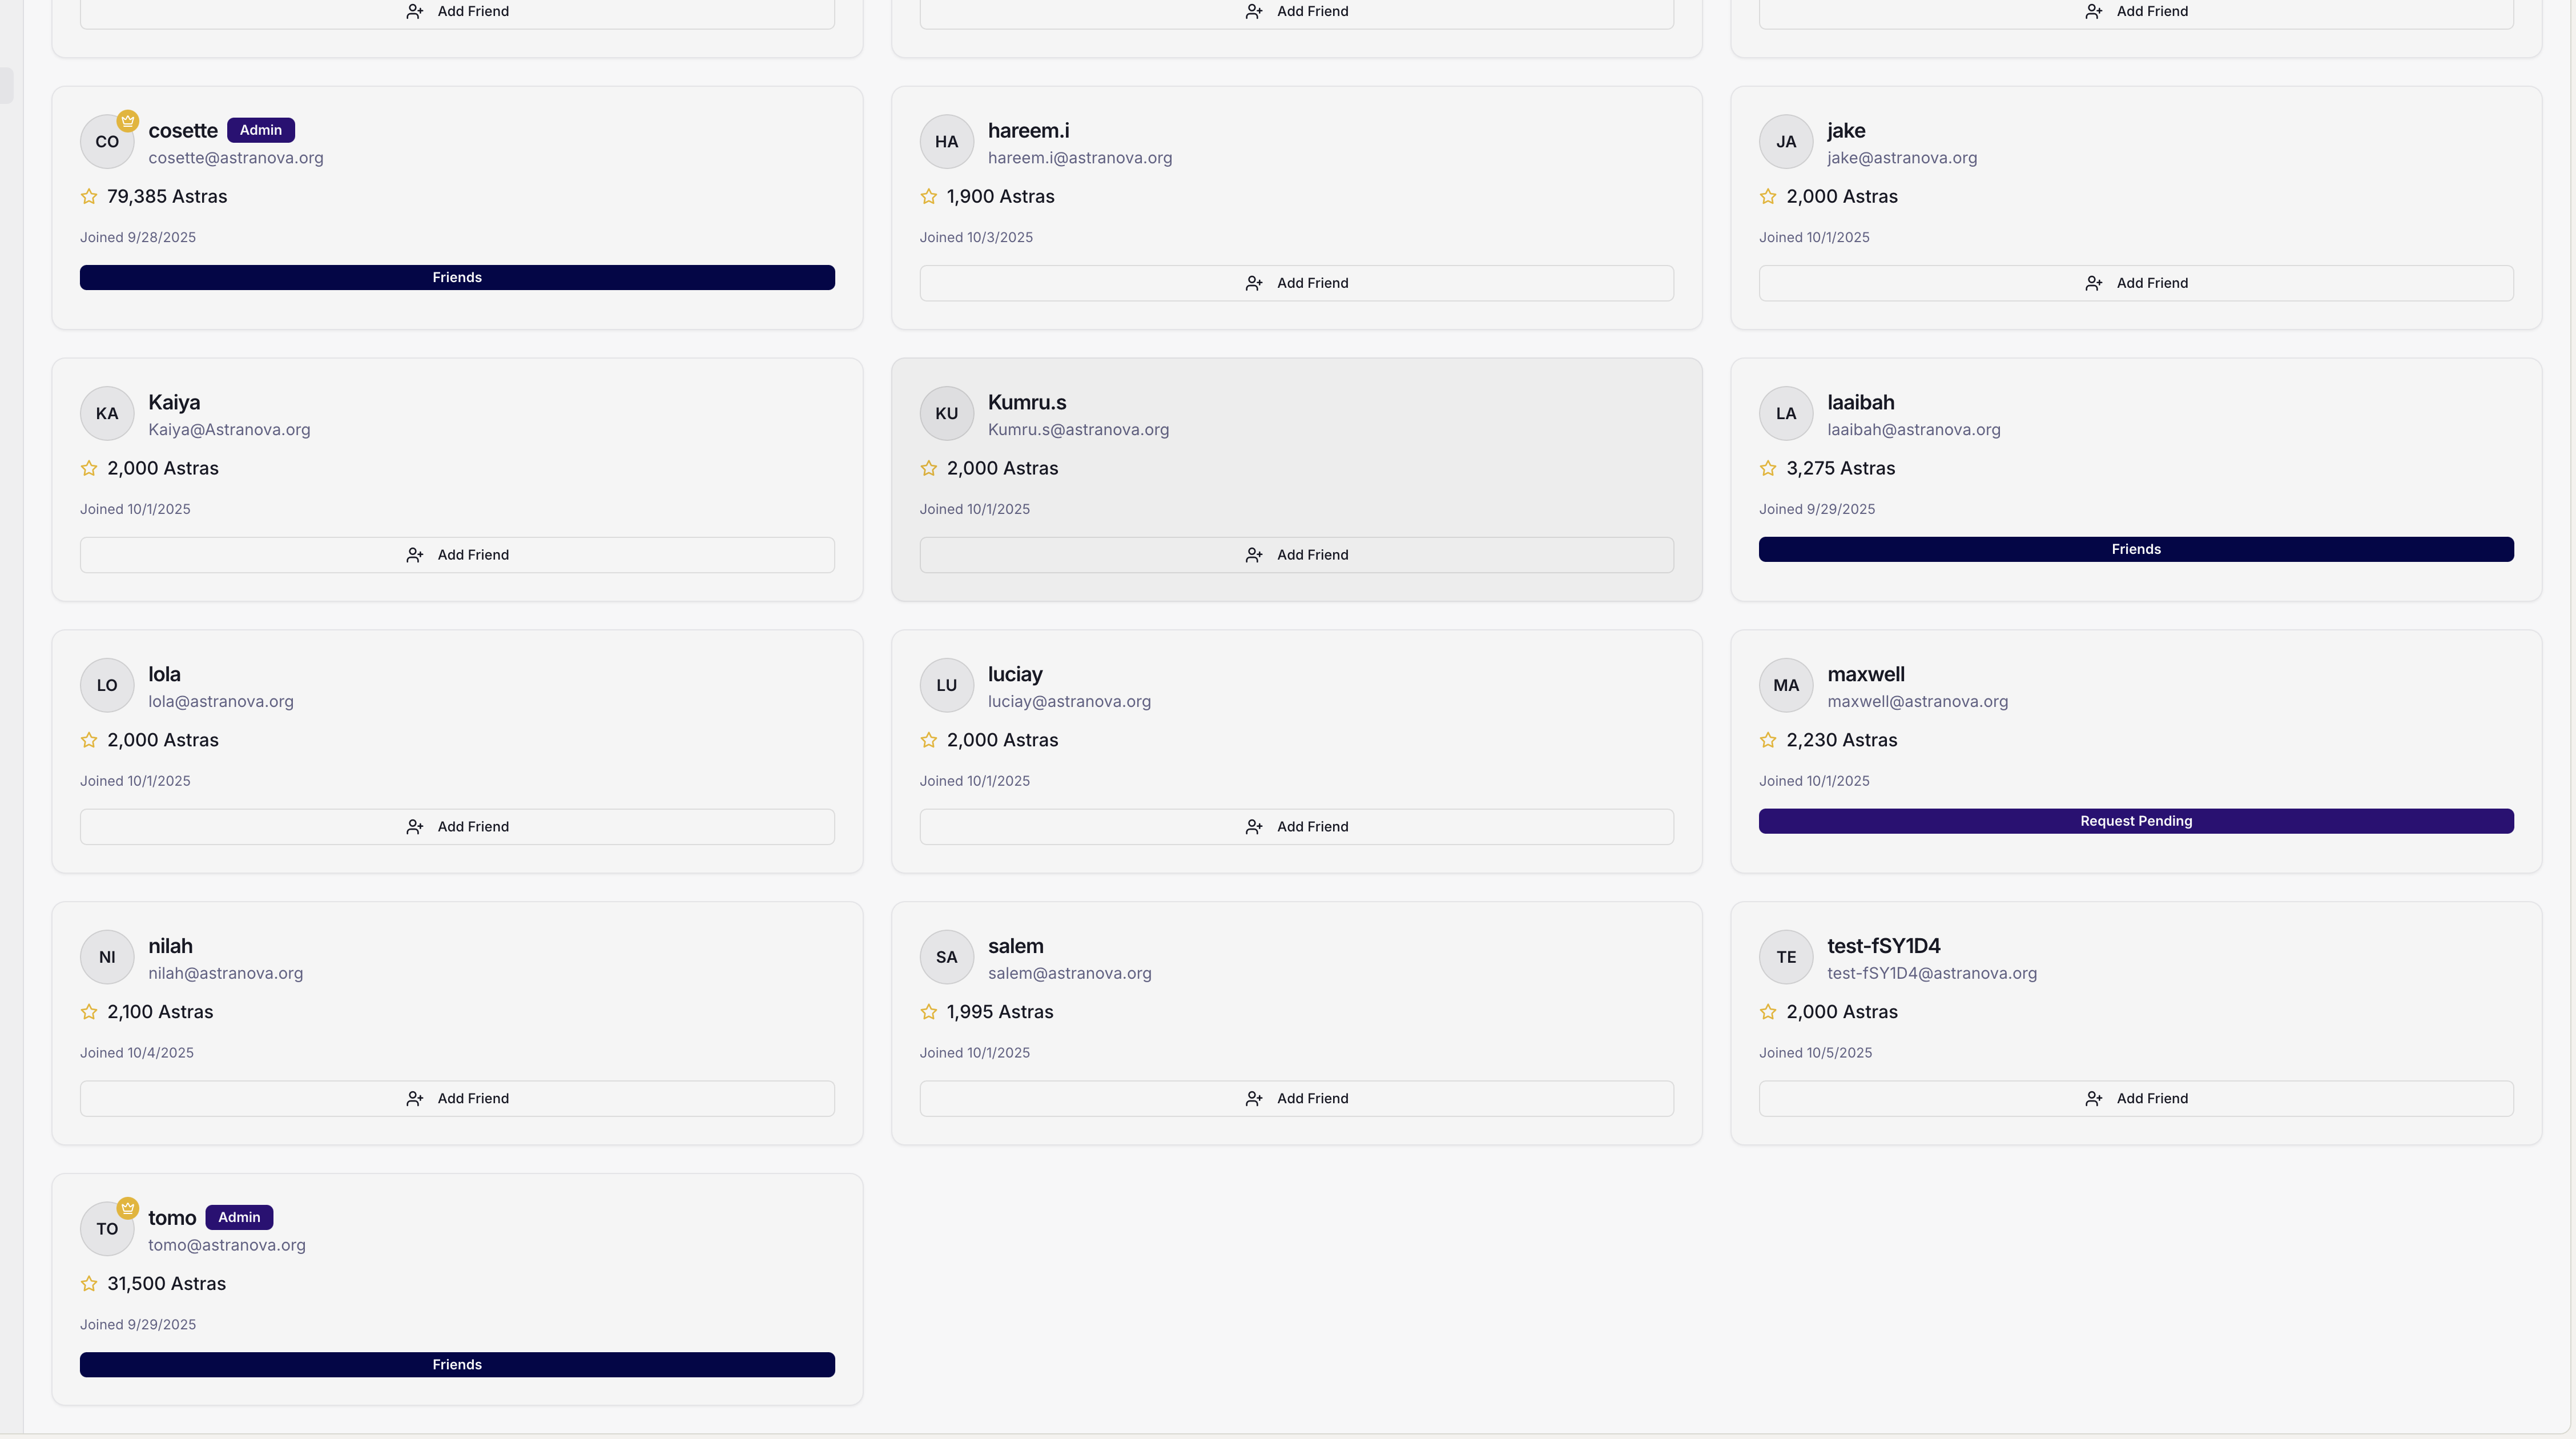 Add Friend
Add Friend
Add Friend
CO
cosette Admin
cosette@astranova.org
79,385 Astras
Joined 9/28/2025
Friends
HA
hareem.i
hareem.i@astranova.org
1,900 Astras
Joined 10/3/2025
Add Friend
JA
jake
jake@astranova.org
2,000 Astras
Joined 10/1/2025
Add Friend
KA
Kaiya
Kaiya@Astranova.org
2,000 Astras
Joined 10/1/2025
Add Friend
KU
Kumru.s
Kumru.s@astranova.org
2,000 Astras
Joined 10/1/2025
Add Friend
LA
laaibah
laaibah@astranova.org
3,275 Astras
Joined 9/29/2025
Friends
LO
lola
lola@astranova.org
2,000 Astras
Joined 10/1/2025
Add Friend
LU
luciay
luciay@astranova.org
2,000 Astras
Joined 10/1/2025
Add Friend
MA
maxwell
maxwell@astranova.org
2,230 Astras
Joined 10/1/2025
Request Pending
NI
nilah
nilah@astranova.org
2,100 Astras
Joined 10/4/2025
Add Friend
SA
salem
salem@astranova.org
1,995 Astras
Joined 10/1/2025
Add Friend
TE
test-fSY1D4
test-fSY1D4@astranova.org
2,000 Astras
Joined 10/5/2025
Add Friend
TO
tomo Admin
tomo@astranova.org
31,500 Astras
Joined 9/29/2025
Friends